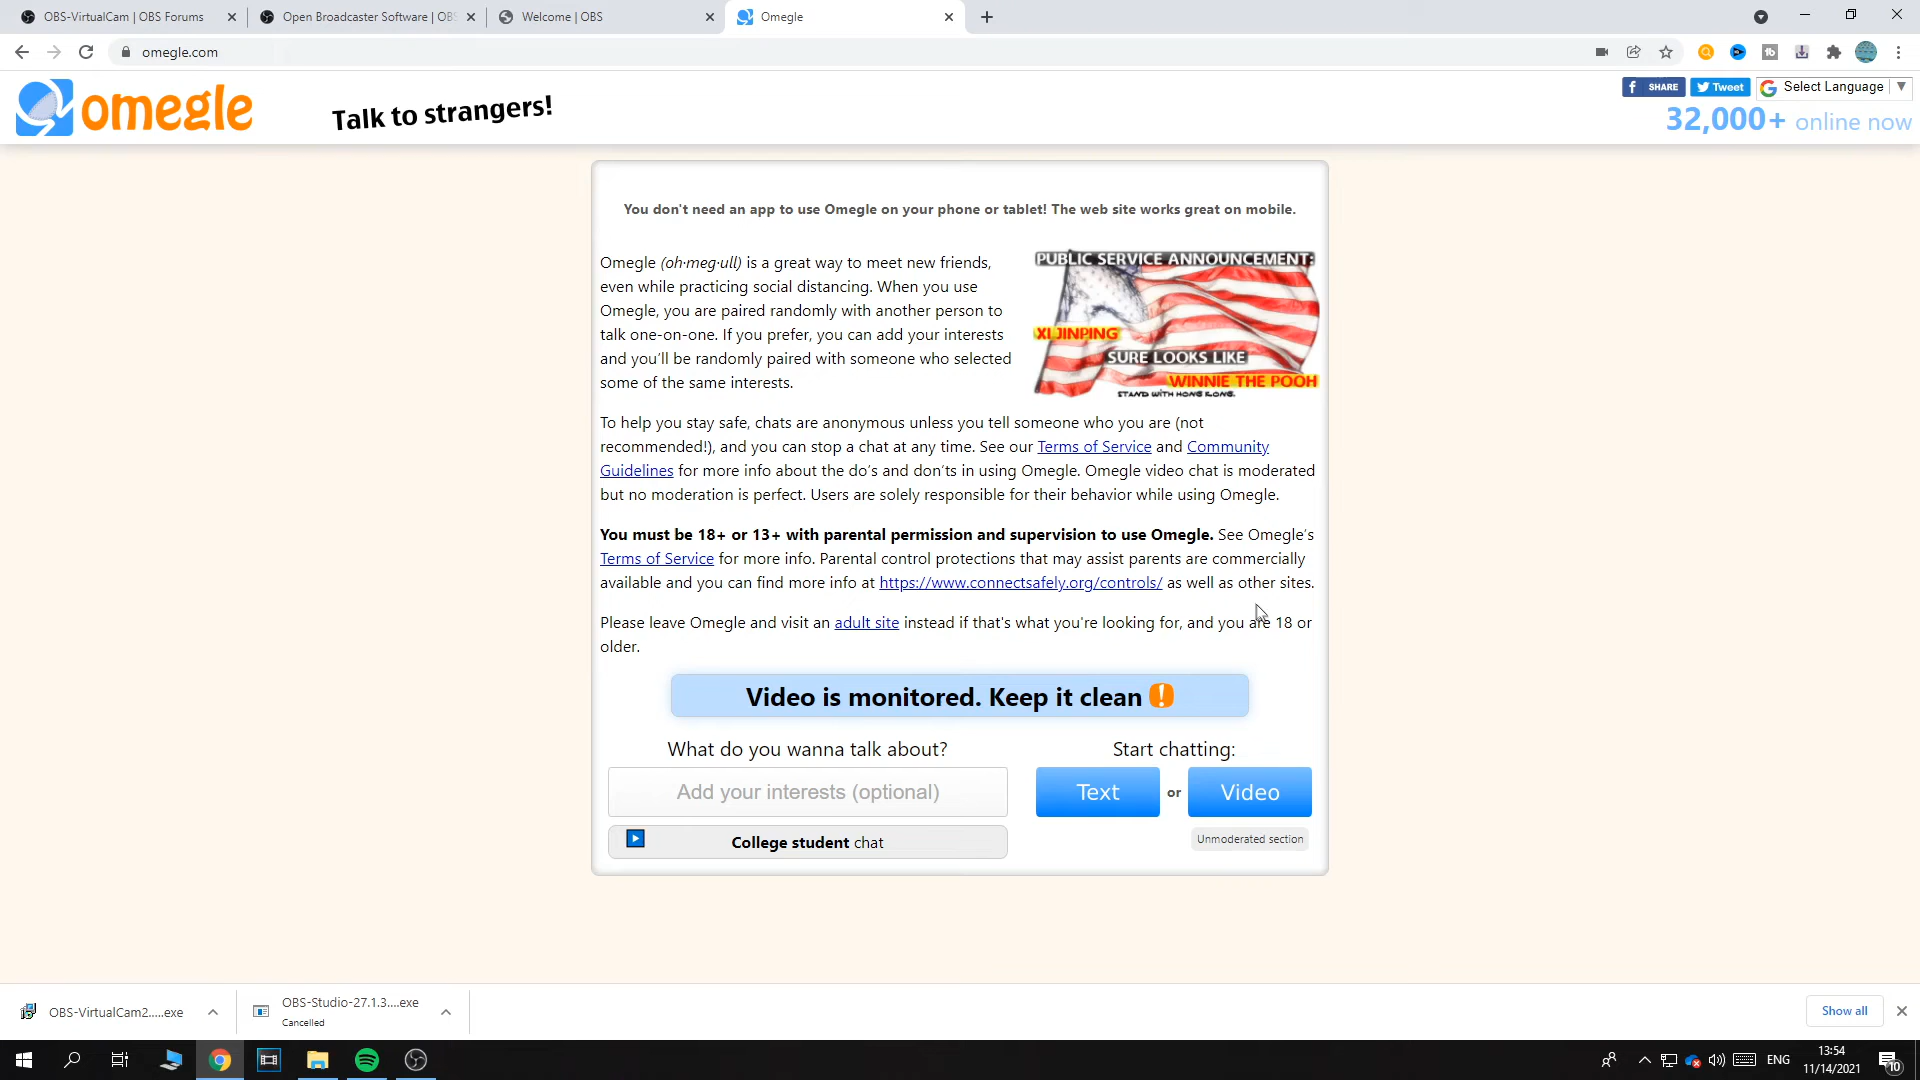 OBS-VirtualCam | OBS Forums
Open Broadcaster Software | OBS
Welcome | OBS
Omegle
omegle.com
omegle
Talk to strangers!
f SHARE
Tweet
G Select Language ▼
32,000+ online now
You don't need an app to use Omegle on your phone or tablet! The web site works great on mobile.
Omegle (oh·meg·ull) is a great way to meet new friends,
even while practicing social distancing. When you use
Omegle, you are paired randomly with another person to
talk one-on-one. If you prefer, you can add your interests
and you’ll be randomly paired with someone who selected
some of the same interests.
PUBLIC SERVICE ANNOUNCEMENT:
XI JINPING
SURE LOOKS LIKE
WINNIE THE POOH
STAND WITH HONG KONG.
To help you stay safe, chats are anonymous unless you tell someone who you are (not
recommended!), and you can stop a chat at any time. See our Terms of Service and Community
Guidelines for more info about the do’s and don’ts in using Omegle. Omegle video chat is moderated
but no moderation is perfect. Users are solely responsible for their behavior while using Omegle.
You must be 18+ or 13+ with parental permission and supervision to use Omegle. See Omegle’s
Terms of Service for more info. Parental control protections that may assist parents are commercially
available and you can find more info at https://www.connectsafely.org/controls/ as well as other sites.
Please leave Omegle and visit an adult site instead if that's what you're looking for, and you are 18 or
older.
Video is monitored. Keep it clean !
What do you wanna talk about?
Start chatting:
Add your interests (optional)
Text or Video
College student chat
Unmoderated section
OBS-VirtualCam2.....exe
OBS-Studio-27.1.3....exe
Cancelled
Show all
ENG
13:54
11/14/2021
10